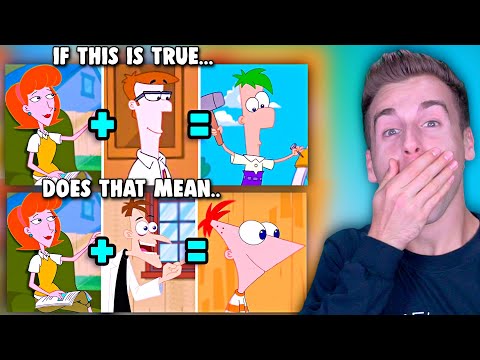 IF THIS IS TRUE...
+
=
DOES THAT MEAN..
+
=